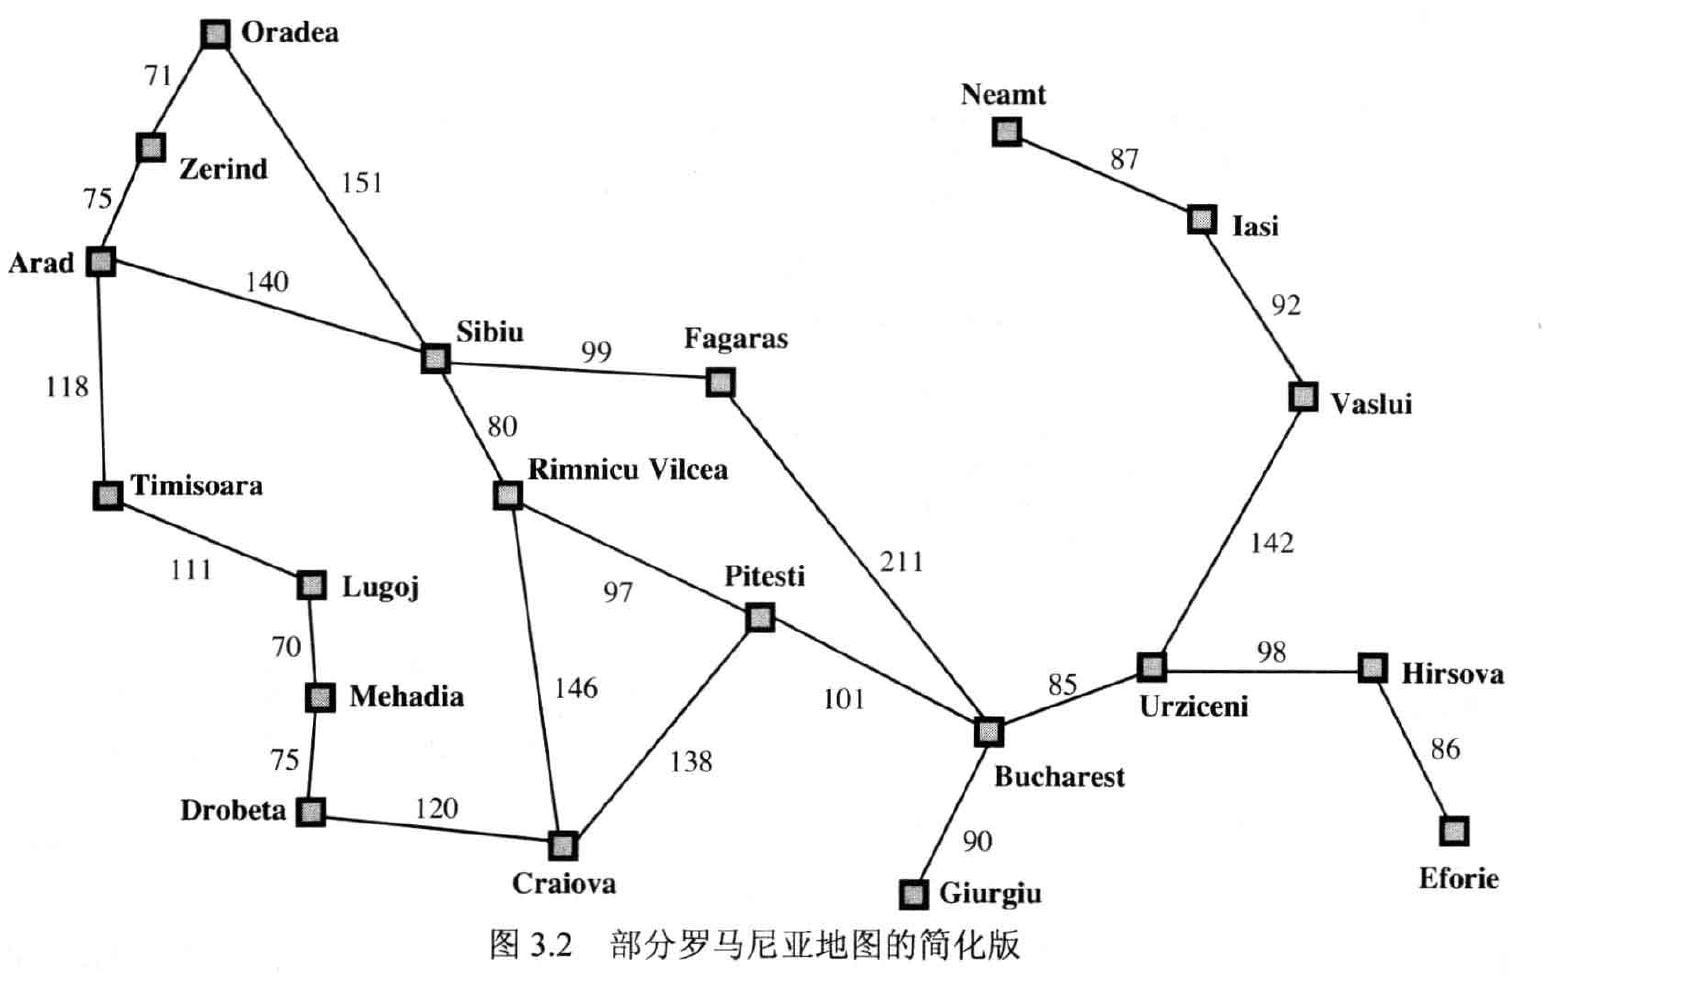 Oradea
71
Neamt
87
Zerind
151
75
Iasi
Arad
140
92
Sibiu
Fagaras
99
118
Vaslui
80
Rimnicu Vilcea
Timisoara
142
211
111
Pitesti
Lugoj
97
70
98
Hirsova
146
85
Mehadia
101
Urziceni
86
138
75
Bucharest
Drobeta
120
90
Craiova
Eforie
Giurgiu
图 3.2 部分罗马尼亚地图的简化版